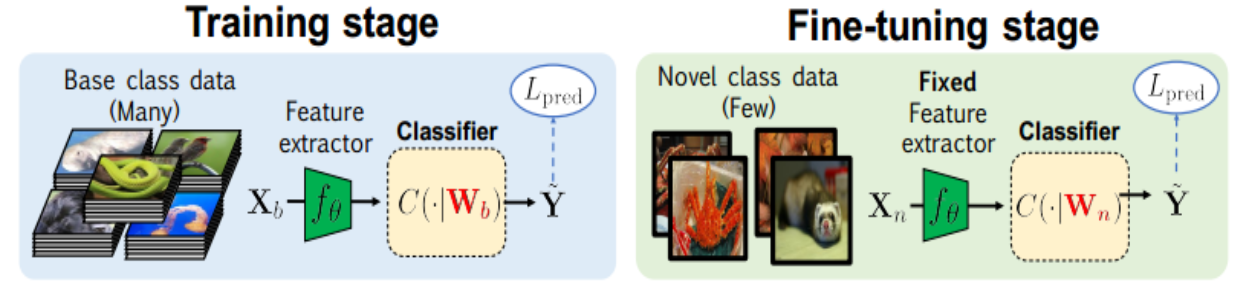 Training stage
Base class data
(Many)
Feature
extractor
Classifier
L_pred
X_b
f_θ
C(·|W_b)
Ỹ
Fine-tuning stage
Novel class data
(Few)
Fixed
Feature
extractor
Classifier
L_pred
X_n
f_θ
C(·|W_n)
Ỹ